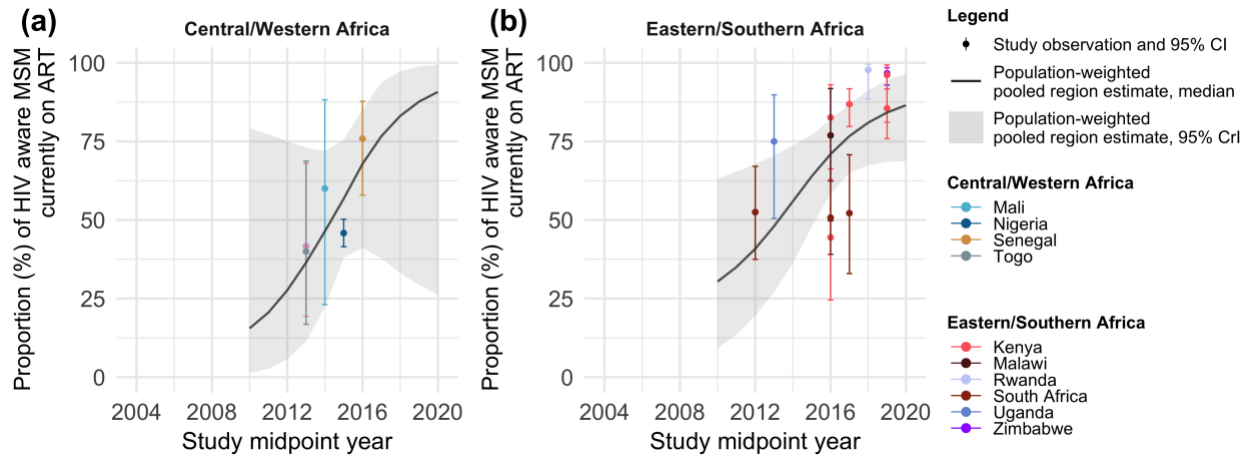 (a)
Central/Western Africa
Proportion (%) of HIV aware MSM
currently on ART
100
75
50
25
0
2004 2008 2012 2016 2020
Study midpoint year
(b)
Eastern/Southern Africa
Proportion (%) of HIV aware MSM
currently on ART
100
75
50
25
0
2004 2008 2012 2016 2020
Study midpoint year
Legend
Study observation and 95% CI
Population-weighted
pooled region estimate, median
Population-weighted
pooled region estimate, 95% CrI
Central/Western Africa
Mali
Nigeria
Senegal
Togo
Eastern/Southern Africa
Kenya
Malawi
Rwanda
South Africa
Uganda
Zimbabwe